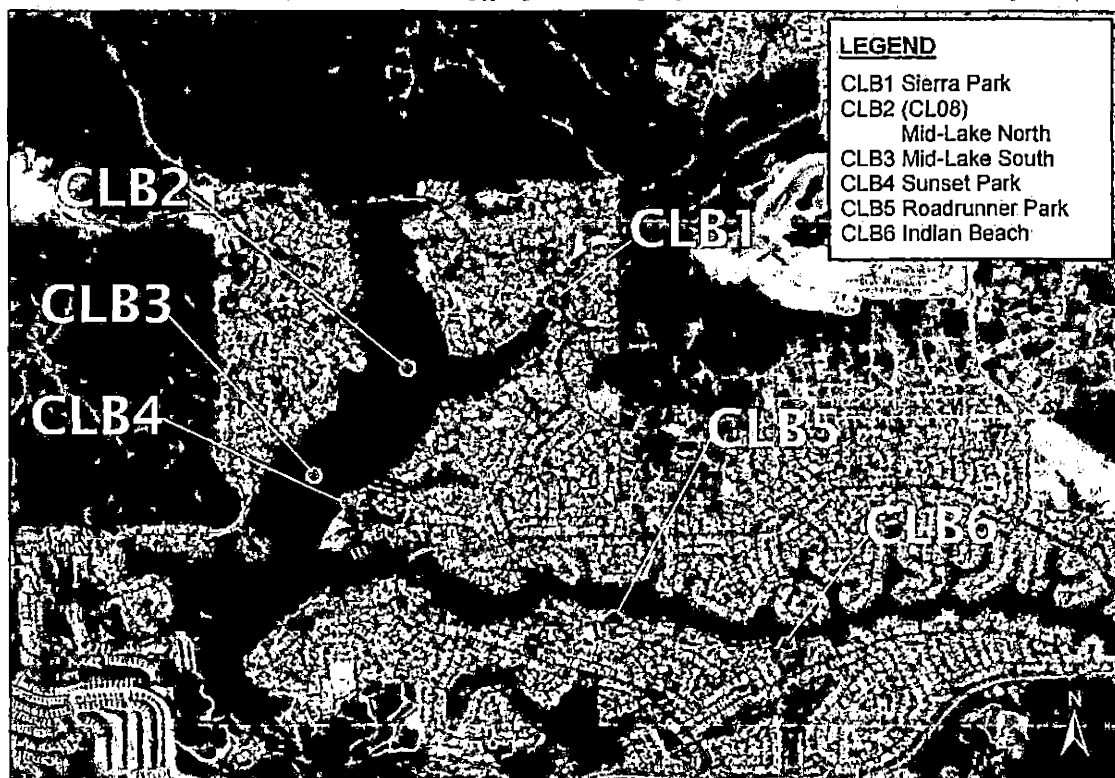 LEGEND
CLB1 Sierra Park
CLB2 (CL08)
Mid-Lake North
CLB3 Mid-Lake South
CLB4 Sunset Park
CLB5 Roadrunner Park
CLB6 Indian Beach
CLB2
CLB1
CLB3
CLB4
CLB5
CLB6
N